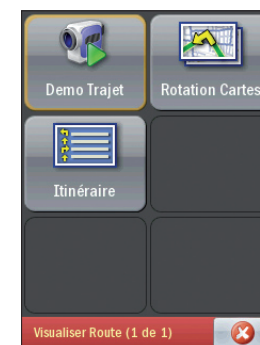 Demo Trajet
Rotation Cartes
Itinéraire
Visualiser Route (1 de 1)